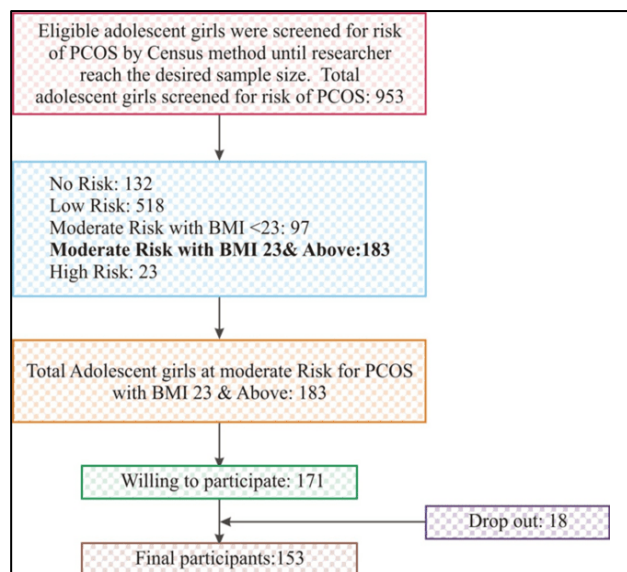 Eligible adolescent girls were screened for risk
of PCOS by Census method until researcher
reach the desired sample size.  Total
adolescent girls screened for risk of PCOS: 953
No Risk: 132
Low Risk: 518
Moderate Risk with BMI <23: 97
Moderate Risk with BMI 23& Above:183
High Risk: 23
Total Adolescent girls at moderate Risk for PCOS
with BMI 23 & Above: 183
Willing to participate: 171
Drop out: 18
Final participants:153